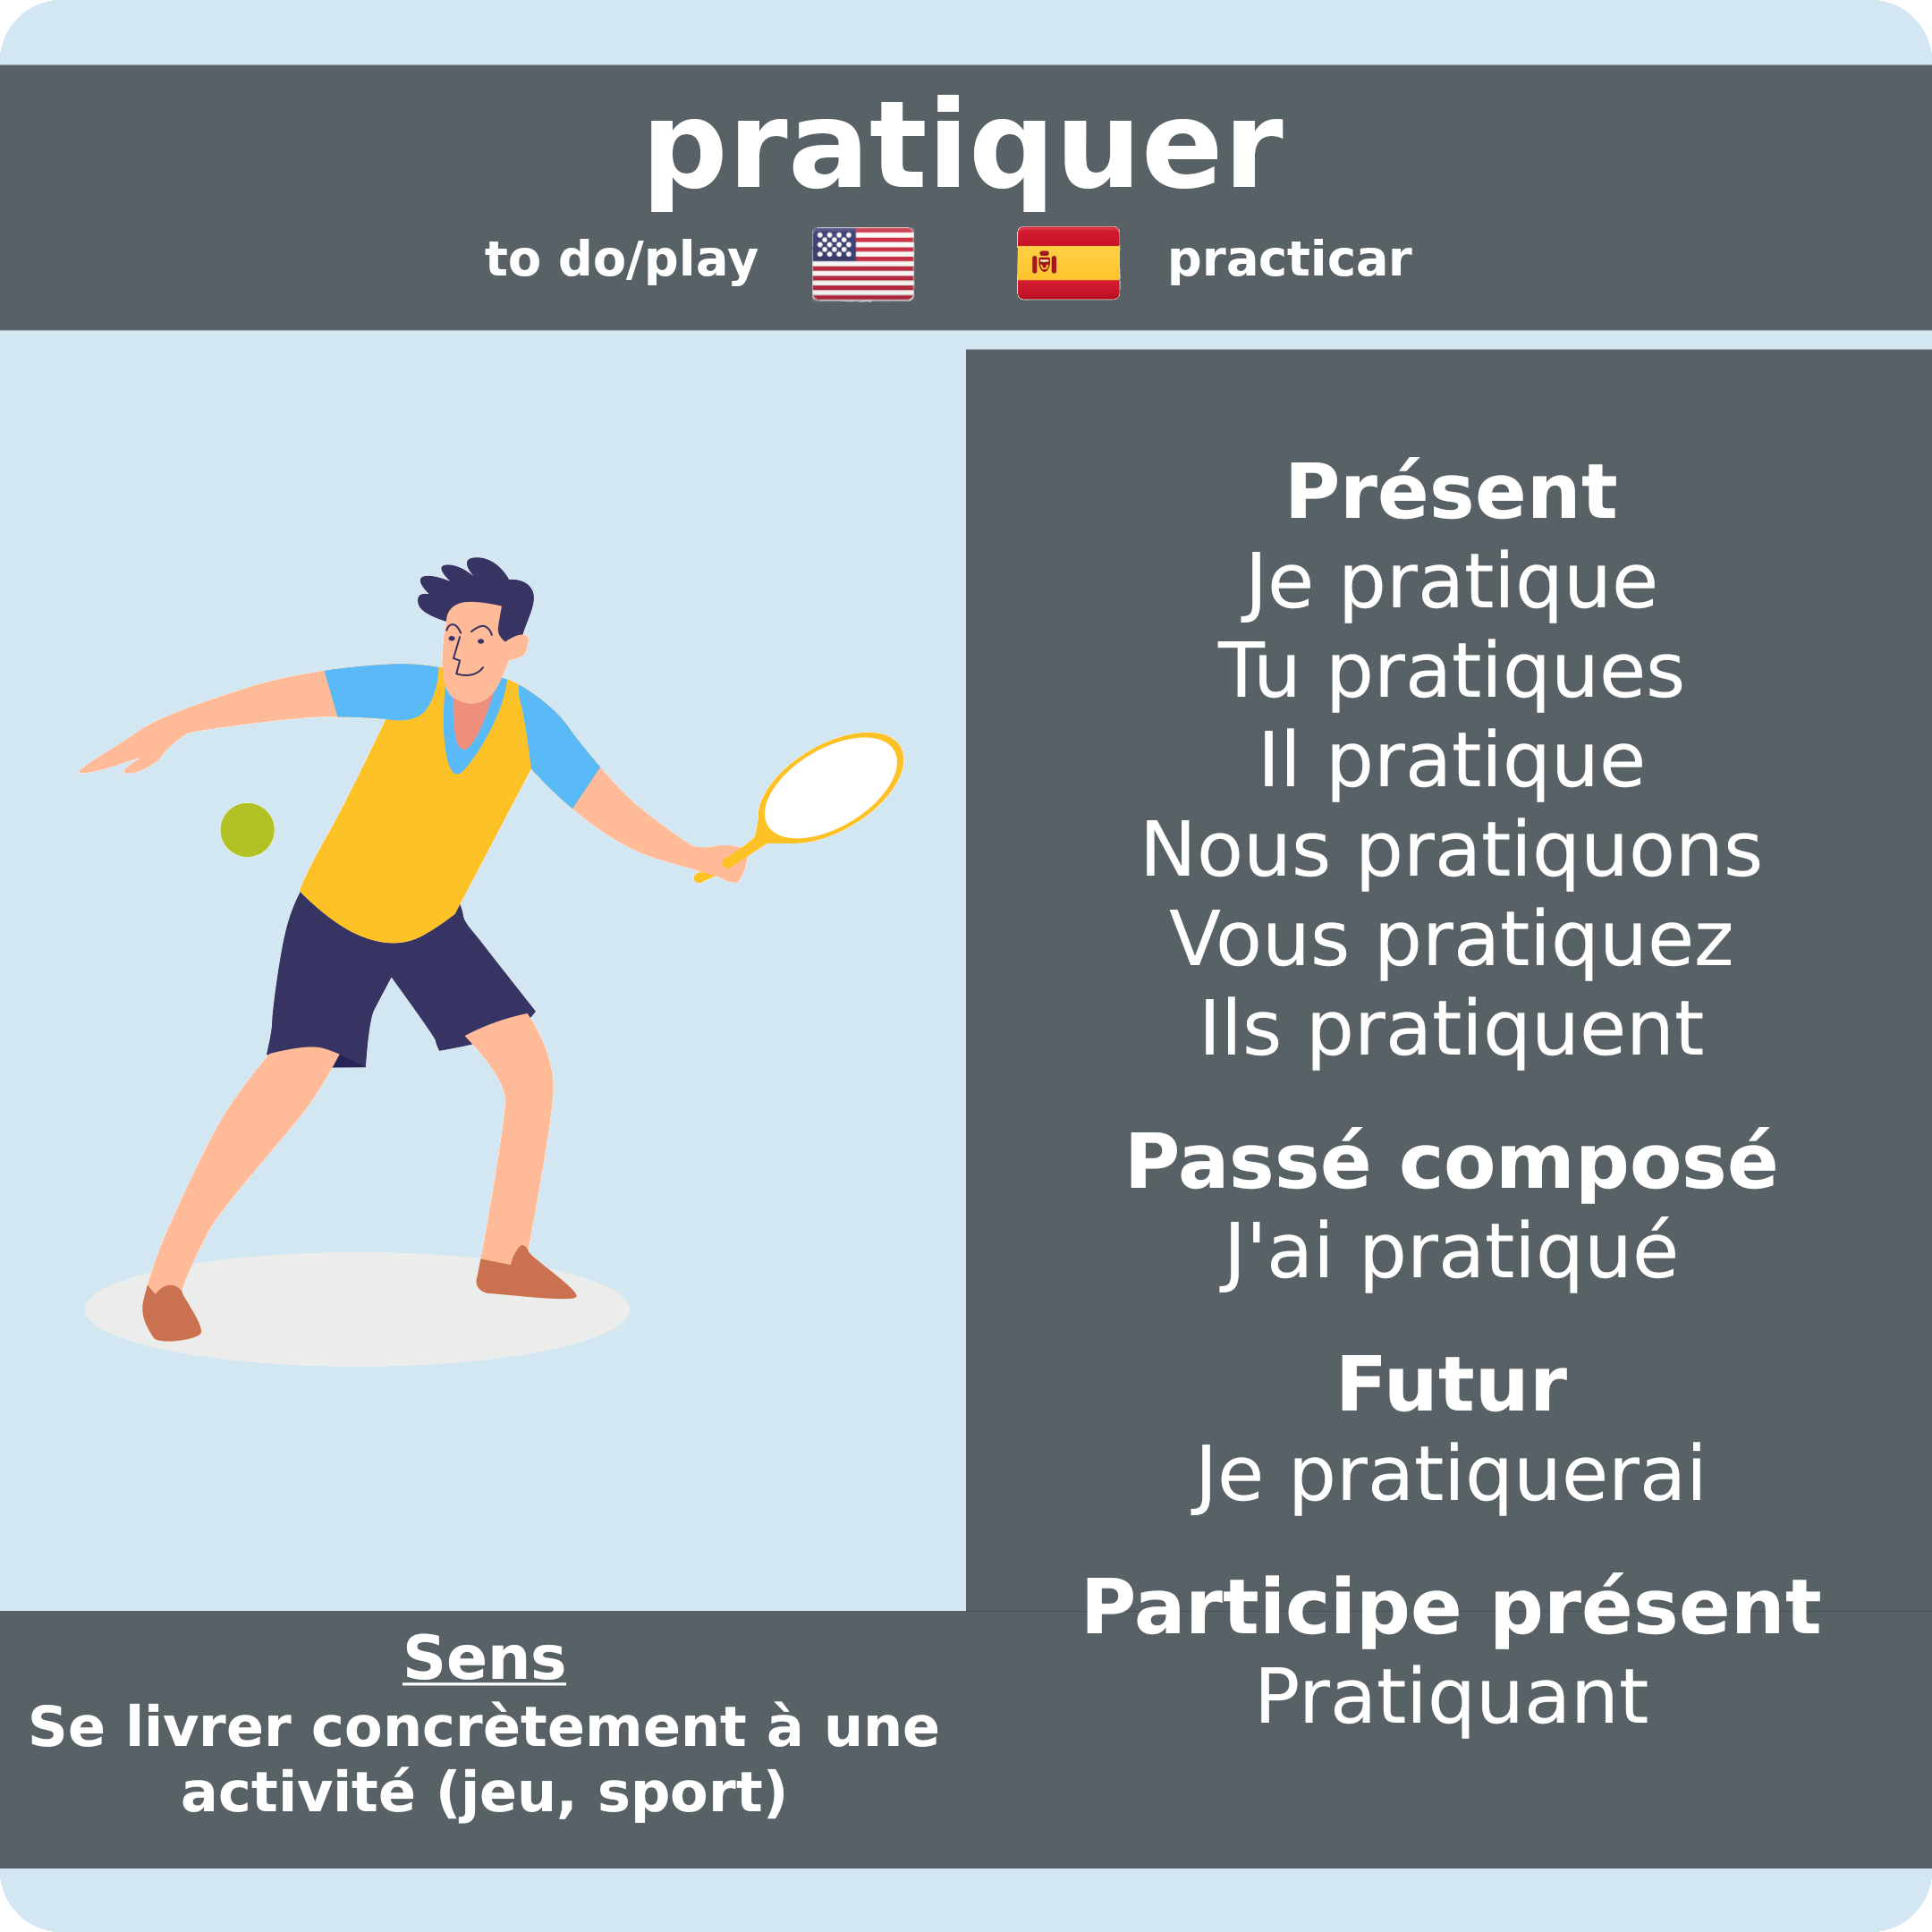 pratiquer
to do/play
practicar
Présent
Je pratique
Tu pratiques
Il pratique
Nous pratiquons
Vous pratiquez
Ils pratiquent
Passé composé
J'ai pratiqué
Futur
Je pratiquerai
Participe présent
Pratiquant
Sens
Se livrer concrètement à une
activité (jeu, sport)